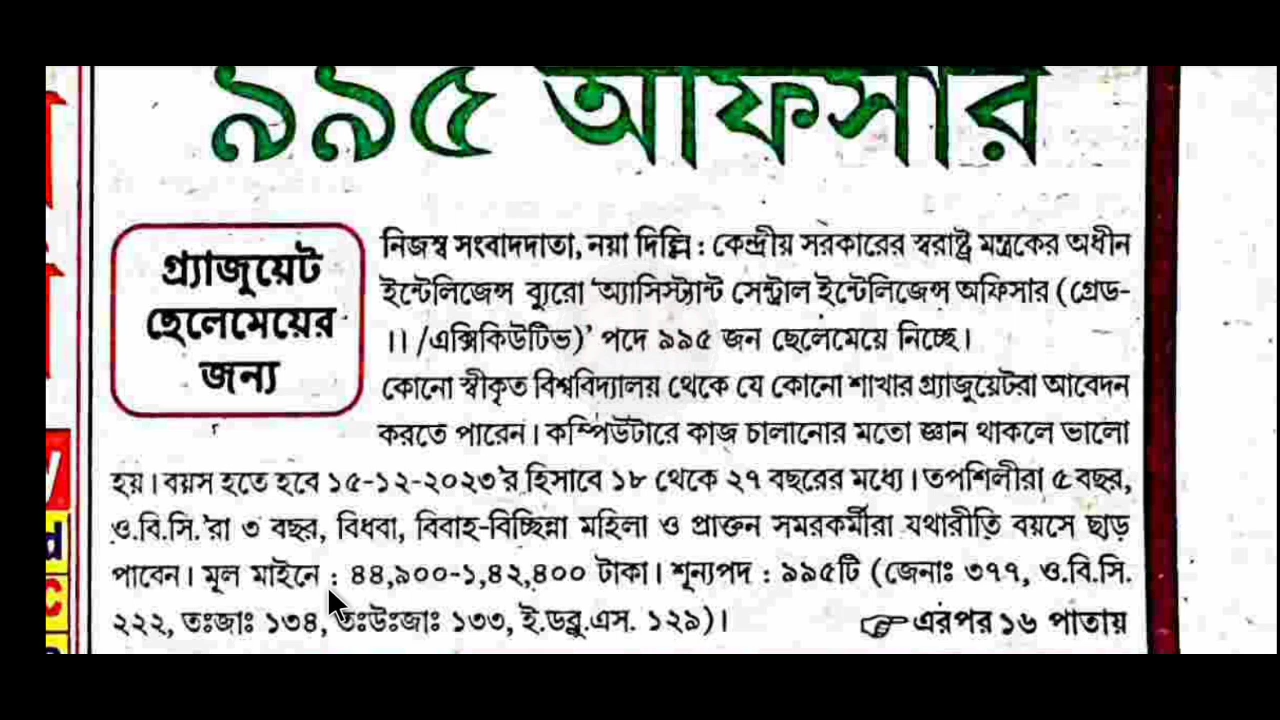 ৯৯৫ অফিসার
গ্র্যাজুয়েট
ছেলেমেয়ের
জন্য
নিজস্ব সংবাদদাতা, নয়া দিল্লি : কেন্দ্রীয় সরকারের স্বরাষ্ট্র মন্ত্রকের অধীন
ইন্টেলিজেন্স ব্যুরো 'অ্যাসিস্ট্যান্ট সেন্ট্রাল ইন্টেলিজেন্স অফিসার (গ্রেড-
।। /এক্সিকিউটিভ)' পদে ৯৯৫ জন ছেলেমেয়ে নিচ্ছে।
কোনো স্বীকৃত বিশ্ববিদ্যালয় থেকে যে কোনো শাখার গ্র্যাজুয়েটরা আবেদন
করতে পারেন। কম্পিউটারে কাজ চালানোর মতো জ্ঞান থাকলে ভালো
হয়। বয়স হতে হবে ১৫-১২-২০২৩'র হিসাবে ১৮ থেকে ২৭ বছরের মধ্যে। তপশিলীরা ৫ বছর,
ও.বি.সি.'রা ৩ বছর, বিধবা, বিবাহ-বিচ্ছিন্না মহিলা ও প্রাক্তন সমরকর্মীরা যথারীতি বয়সে ছাড়
পাবেন। মূল মাইনে : ৪৪,৯০০-১,৪২,৪০০ টাকা। শূন্যপদ : ৯৯৫টি (জেনাঃ ৩৭৭, ও.বি.সি.
২২২, তঃজাঃ ১৩৪, তঃউঃজাঃ ১৩৩, ই.ডব্লু.এস. ১২৯)।
এরপর ১৬ পাতায়